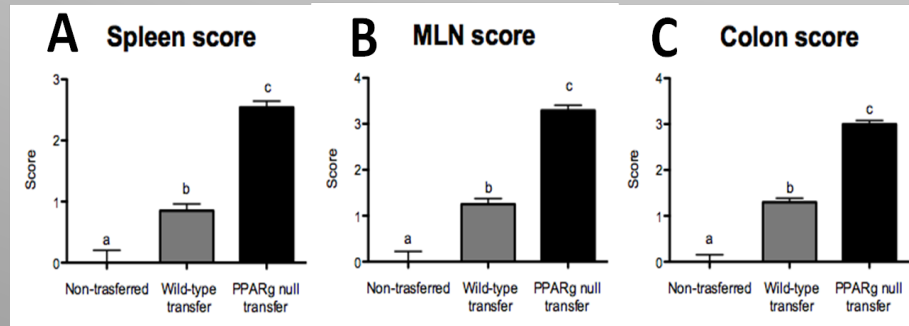 A Spleen score
3
2
1
0
Score
a
b
c
Non-trasferred
Wild-type
transfer
PPARg null
transfer
B MLN score
4
3
2
1
0
Score
a
b
c
Non-trasferred
Wild-type
transfer
PPARg null
transfer
C Colon score
4
3
2
1
0
Score
a
b
c
Non-trasferred
Wild-type
transfer
PPARg null
transfer